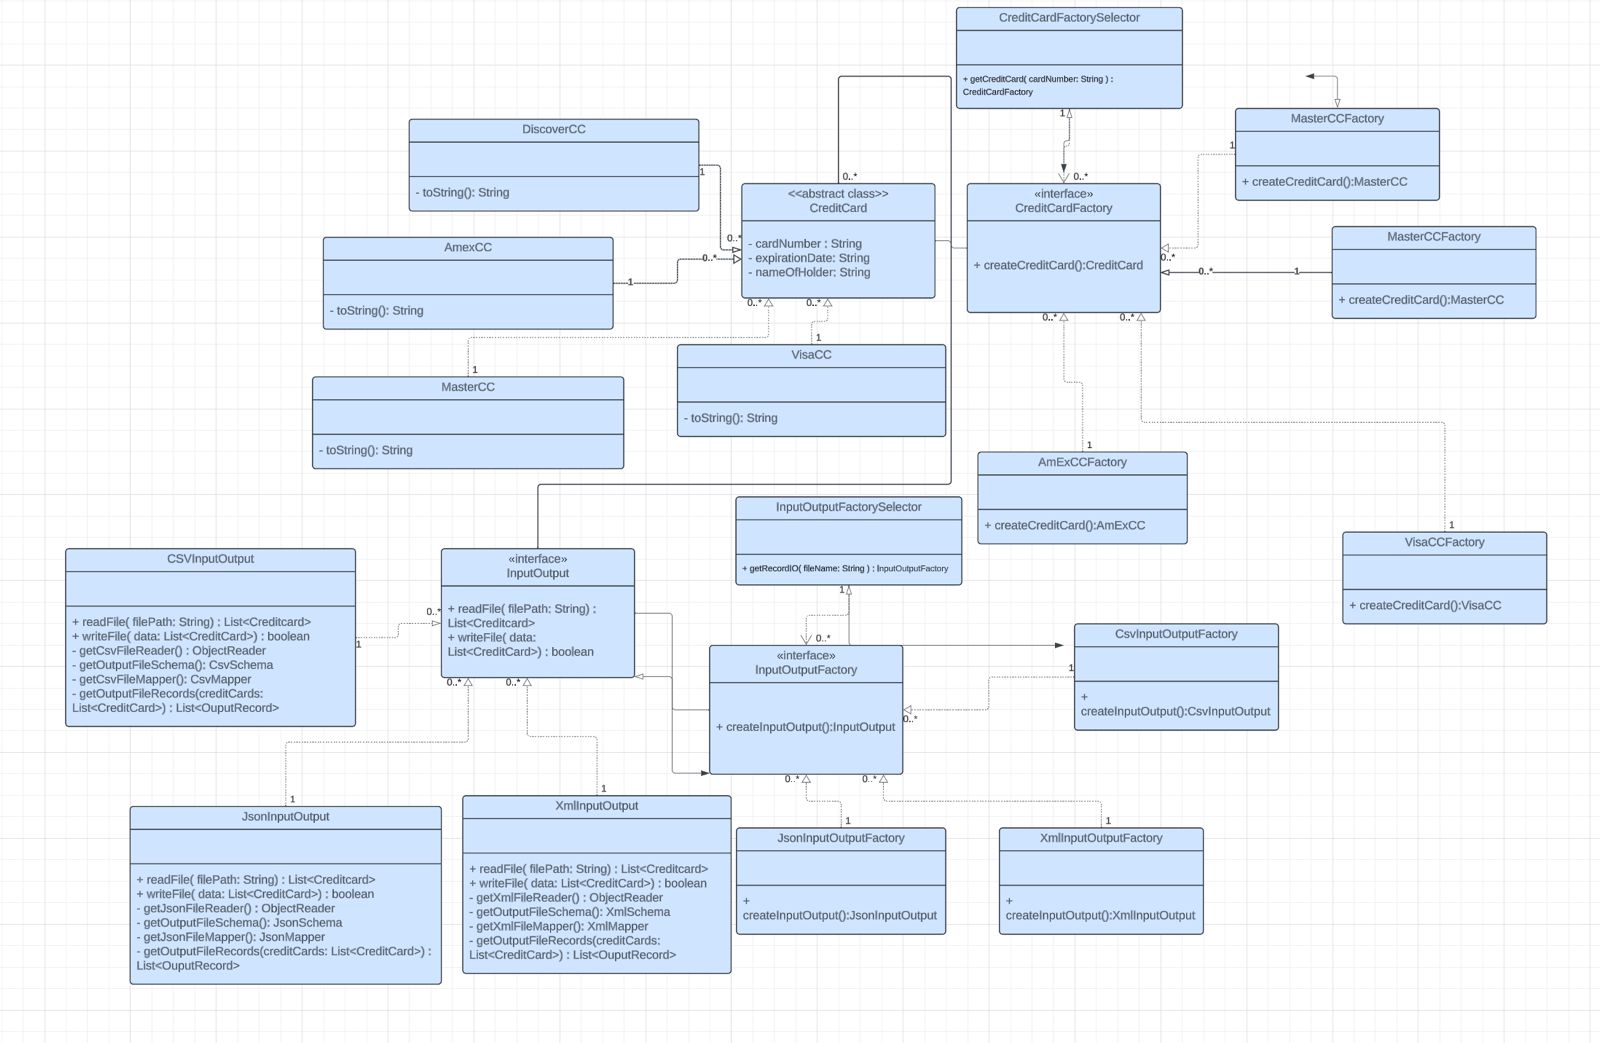 CreditCardFactorySelector
+ getCreditCard( cardNumber: String ) :
CreditCardFactory
1
0..*
MasterCCFactory
+ createCreditCard():MasterCC
1
DiscoverCC
- toString(): String
1
0..*
<<abstract class>>
CreditCard
- cardNumber : String
- expirationDate: String
- nameOfHolder: String
0..*
«interface»
CreditCardFactory
+ createCreditCard():CreditCard
0..*
MasterCCFactory
+ createCreditCard():MasterCC
0..*
1
AmexCC
- toString(): String
1
0..*
0..*
0..*
0..*
0..*
MasterCC
- toString(): String
1
VisaCC
- toString(): String
1
AmExCCFactory
+ createCreditCard():AmExCC
1
VisaCCFactory
+ createCreditCard():VisaCC
1
InputOutputFactorySelector
+ getRecordIO( fileName: String ) : InputOutputFactory
1
0..*
CSVInputOutput
+ readFile( filePath: String) : List<Creditcard>
+ writeFile( data: List<CreditCard>) : boolean
- getCsvFileReader() : ObjectReader
- getOutputFileSchema(): CsvSchema
- getCsvFileMapper(): CsvMapper
- getOutputFileRecords(creditCards:
List<CreditCard>) : List<OuputRecord>
1
0..*
«interface»
InputOutput
+ readFile( filePath: String) :
List<Creditcard>
+ writeFile( data:
List<CreditCard>) : boolean
0..*
0..*
«interface»
InputOutputFactory
+ createInputOutput():InputOutput
0..*
0..*
0..*
CsvInputOutputFactory
+
createInputOutput():CsvInputOutput
1
JsonInputOutput
+ readFile( filePath: String) : List<Creditcard>
+ writeFile( data: List<CreditCard>) : boolean
- getJsonFileReader() : ObjectReader
- getOutputFileSchema(): JsonSchema
- getJsonFileMapper(): JsonMapper
- getOutputFileRecords(creditCards: List<CreditCard>) :
List<OuputRecord>
1
XmlInputOutput
+ readFile( filePath: String) : List<Creditcard>
+ writeFile( data: List<CreditCard>) : boolean
- getXmlFileReader() : ObjectReader
- getOutputFileSchema(): XmlSchema
- getXmlFileMapper(): XmlMapper
- getOutputFileRecords(creditCards:
List<CreditCard>) : List<OuputRecord>
1
JsonInputOutputFactory
+
createInputOutput():JsonInputOutput
1
XmlInputOutputFactory
+
createInputOutput():XmlInputOutput
1